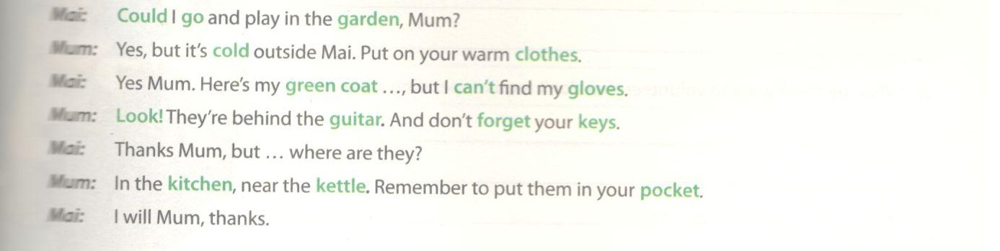 Mai: Could I go and play in the garden, Mum?
Mum: Yes, but it's cold outside Mai. Put on your warm clothes.
Mai: Yes Mum. Here's my green coat ..., but I can't find my gloves.
Mum: Look! They're behind the guitar. And don't forget your keys.
Mai: Thanks Mum, but ... where are they?
Mum: In the kitchen, near the kettle. Remember to put them in your pocket.
Mai: I will Mum, thanks.